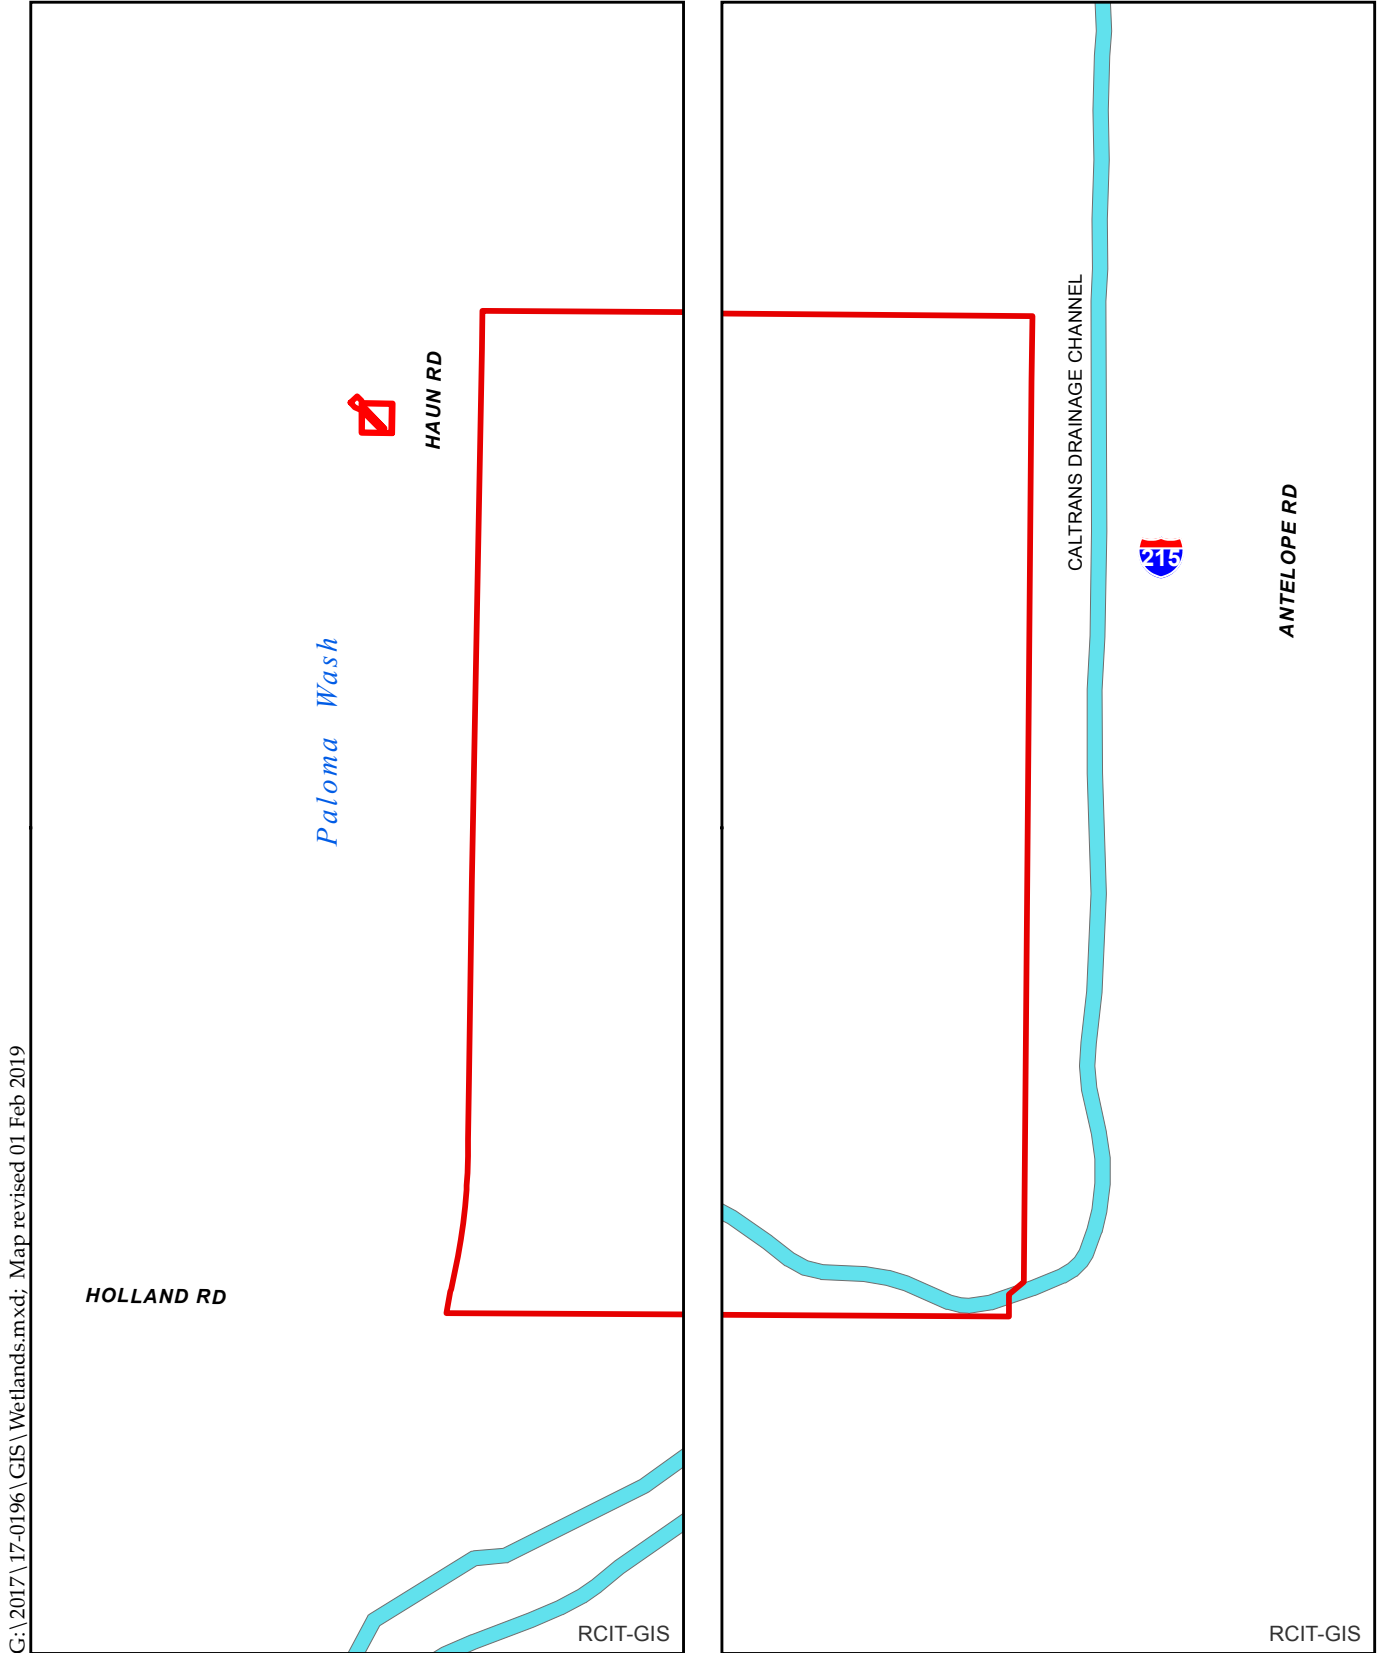 HAUN RD
Paloma Wash
HOLLAND RD
RCIT-GIS
CALTRANS DRAINAGE CHANNEL
215
ANTELOPE RD
RCIT-GIS
G:\2017\17-0196\GIS\Wetlands.mxd; Map revised 01 Feb 2019